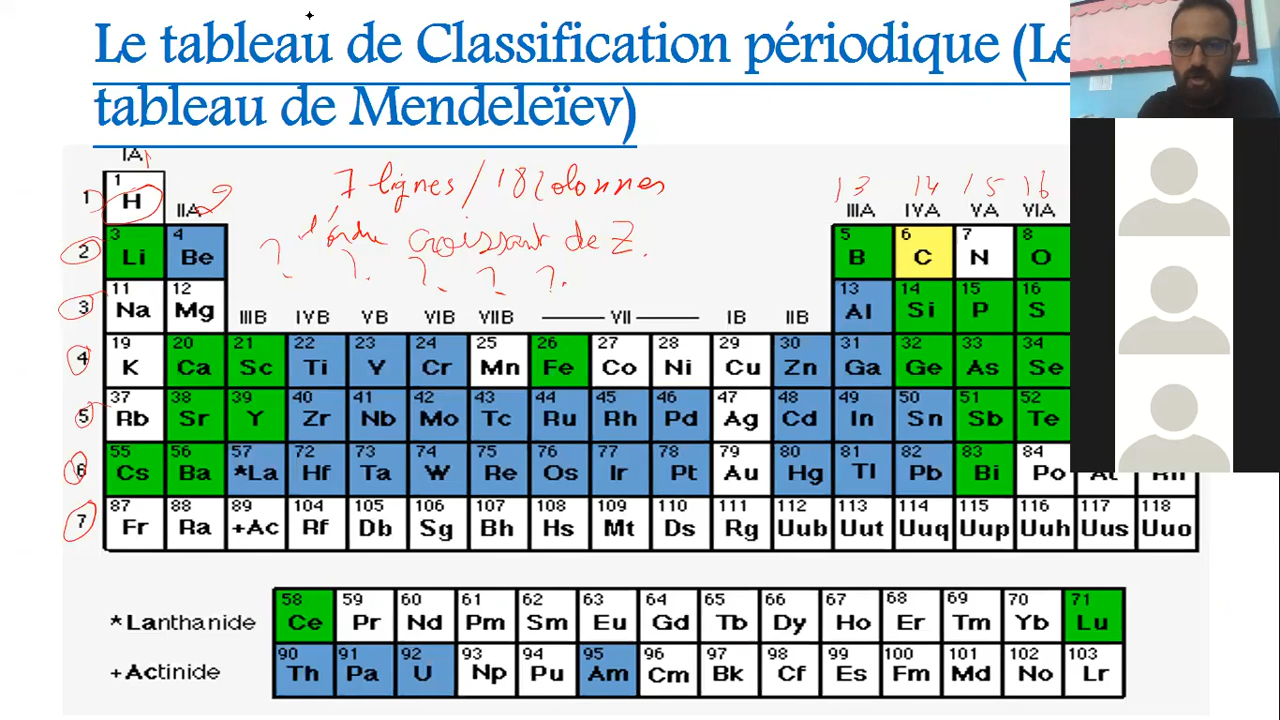 Le tableau de Classification périodique (Le
tableau de Mendeleïev)
IA 1
7 lignes / 18 colonnes
13 14 15 16
1 1 H IIA 2 IIIA IVA VA VIA
l'ordre croissant de Z.
2 3 Li 4 Be ? ? ? ? ? 5 B 6 C 7 N 8 O
3 11 Na 12 Mg IIIB IVB VB VIB VIIB VII IB IIB 13 Al 14 Si 15 P 16 S
4 19 K 20 Ca 21 Sc 22 Ti 23 V 24 Cr 25 Mn 26 Fe 27 Co 28 Ni 29 Cu 30 Zn 31 Ga 32 Ge 33 As 34 Se
5 37 Rb 38 Sr 39 Y 40 Zr 41 Nb 42 Mo 43 Tc 44 Ru 45 Rh 46 Pd 47 Ag 48 Cd 49 In 50 Sn 51 Sb 52 Te
6 55 Cs 56 Ba 57 *La 72 Hf 73 Ta 74 W 75 Re 76 Os 77 Ir 78 Pt 79 Au 80 Hg 81 Tl 82 Pb 83 Bi 84 Po At Rn
7 87 Fr 88 Ra 89 +Ac 104 Rf 105 Db 106 Sg 107 Bh 108 Hs 109 Mt 110 Ds 111 Rg 112 Uub 113 Uut 114 Uuq 115 Uup 116 Uuh 117 Uus 118 Uuo
*Lanthanide 58 Ce 59 Pr 60 Nd 61 Pm 62 Sm 63 Eu 64 Gd 65 Tb 66 Dy 67 Ho 68 Er 69 Tm 70 Yb 71 Lu
+Actinide 90 Th 91 Pa 92 U 93 Np 94 Pu 95 Am 96 Cm 97 Bk 98 Cf 99 Es 100 Fm 101 Md 102 No 103 Lr